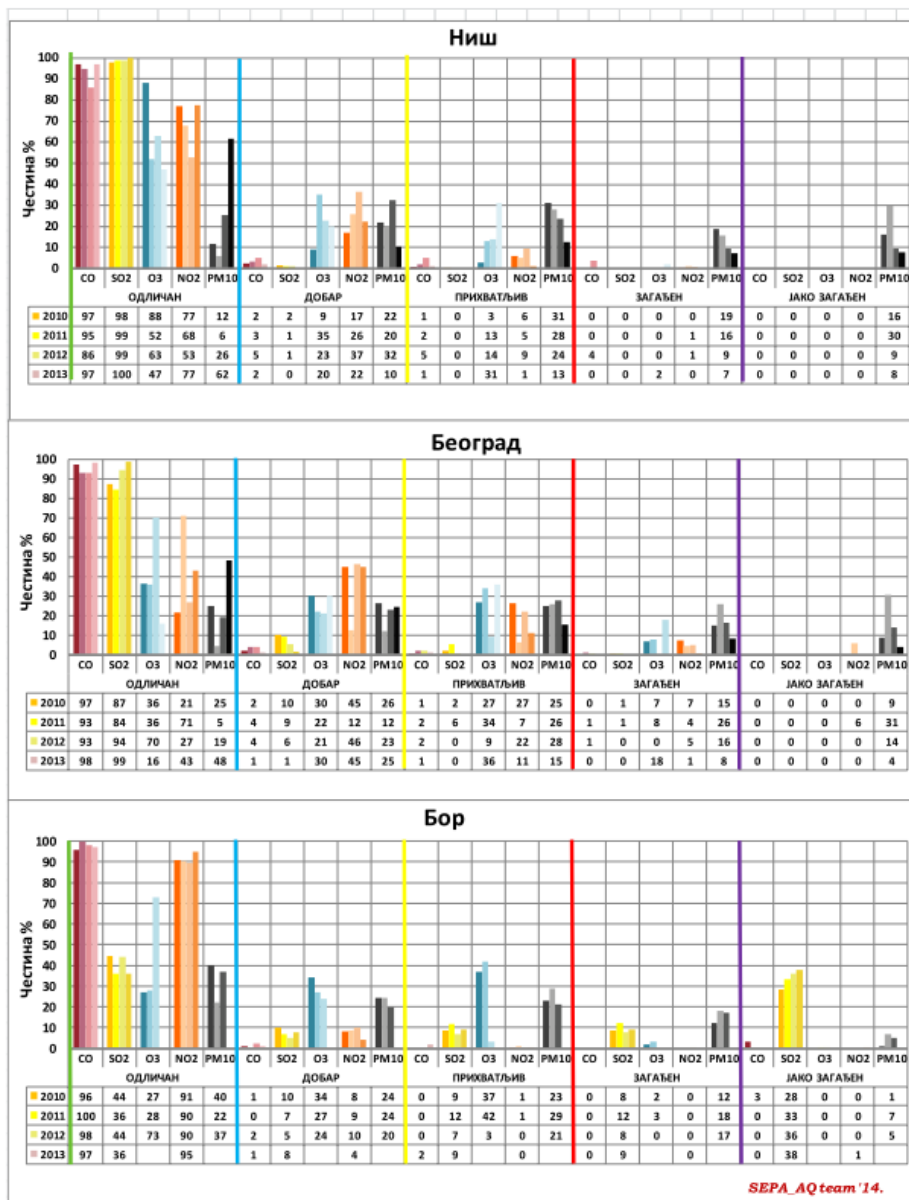 Ниш
Честина %
100
90
80
70
60
50
40
30
20
10
0
CO SO2 O3 NO2 PM10 CO SO2 O3 NO2 PM10 CO SO2 O3 NO2 PM10 CO SO2 O3 NO2 PM10 CO SO2 O3 NO2 PM10
ОДЛИЧАН ДОБАР ПРИХВАТЉИВ ЗАГАЂЕН ЈАКО ЗАГАЂЕН
2010 97 98 88 77 12 2 2 9 17 22 1 0 3 6 31 0 0 0 0 19 0 0 0 0 16
2011 95 99 52 68 6 3 1 35 26 20 2 0 13 5 28 0 0 0 1 16 0 0 0 0 30
2012 86 99 63 53 26 5 1 23 37 32 5 0 14 9 24 4 0 0 1 9 0 0 0 0 9
2013 97 100 47 77 62 2 0 20 22 10 1 0 31 1 13 0 0 2 0 7 0 0 0 0 8
Београд
Честина %
100
90
80
70
60
50
40
30
20
10
0
CO SO2 O3 NO2 PM10 CO SO2 O3 NO2 PM10 CO SO2 O3 NO2 PM10 CO SO2 O3 NO2 PM10 CO SO2 O3 NO2 PM10
ОДЛИЧАН ДОБАР ПРИХВАТЉИВ ЗАГАЂЕН ЈАКО ЗАГАЂЕН
2010 97 87 36 21 25 2 10 30 45 26 1 2 27 27 25 0 1 7 7 15 0 0 0 0 9
2011 93 84 36 71 5 4 9 22 12 12 2 6 34 7 26 1 1 8 4 26 0 0 0 6 31
2012 93 94 70 27 19 4 6 21 46 23 2 0 9 22 28 1 0 0 5 16 0 0 0 0 14
2013 98 99 16 43 48 1 1 30 45 25 1 0 36 11 15 0 0 18 1 8 0 0 0 0 4
Бор
Честина %
100
90
80
70
60
50
40
30
20
10
0
CO SO2 O3 NO2 PM10 CO SO2 O3 NO2 PM10 CO SO2 O3 NO2 PM10 CO SO2 O3 NO2 PM10 CO SO2 O3 NO2 PM10
ОДЛИЧАН ДОБАР ПРИХВАТЉИВ ЗАГАЂЕН ЈАКО ЗАГАЂЕН
2010 96 44 27 91 40 1 10 34 8 24 0 9 37 1 23 0 8 2 0 12 3 28 0 0 1
2011 100 36 28 90 22 0 7 27 9 24 0 12 42 1 29 0 12 3 0 18 0 33 0 0 7
2012 98 44 73 90 37 2 5 24 10 20 0 7 3 0 21 0 8 0 0 17 0 36 0 0 5
2013 97 36 95 1 8 4 2 9 0 0 9 0 0 38 1
SEPA_AQ team '14.